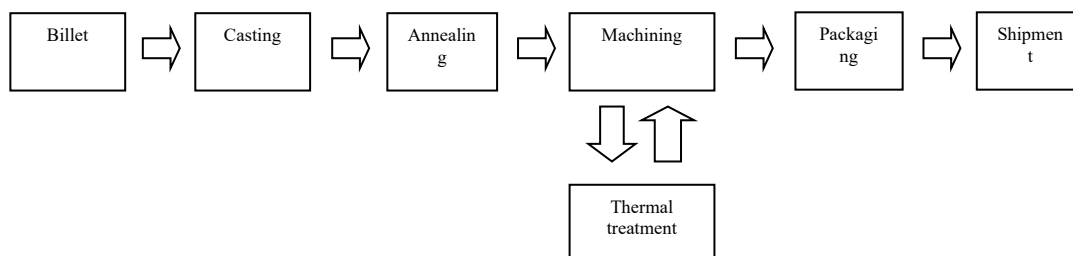 Billet
Casting
Annealin
g
Machining
Packagi
ng
Shipmen
t
Thermal
treatment